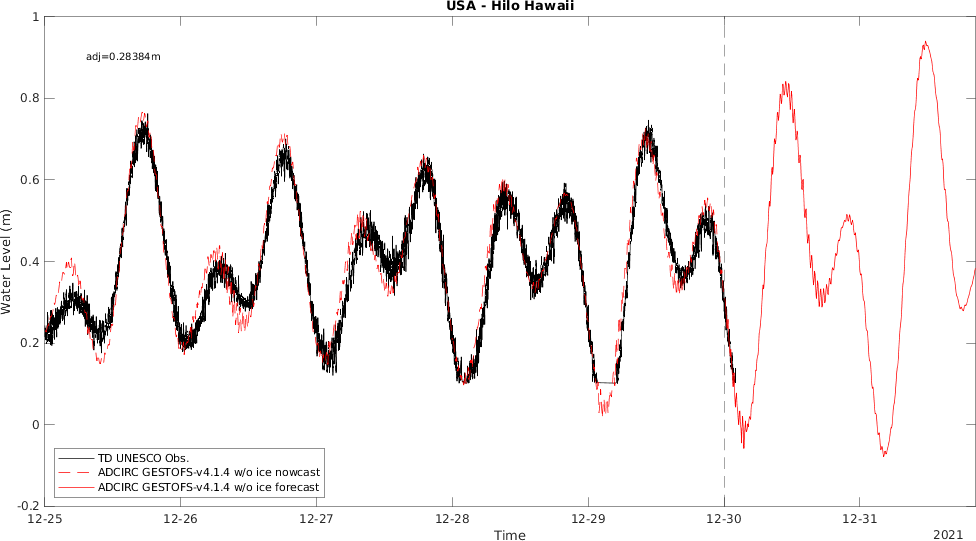 USA - Hilo Hawaii
adj=0.28384m
1
0.8
0.6
0.4
0.2
0
-0.2
Water Level (m)
TD UNESCO Obs.
ADCIRC GESTOFS-v4.1.4 w/o ice nowcast
ADCIRC GESTOFS-v4.1.4 w/o ice forecast
12-25 12-26 12-27 12-28 12-29 12-30 12-31
Time
2021